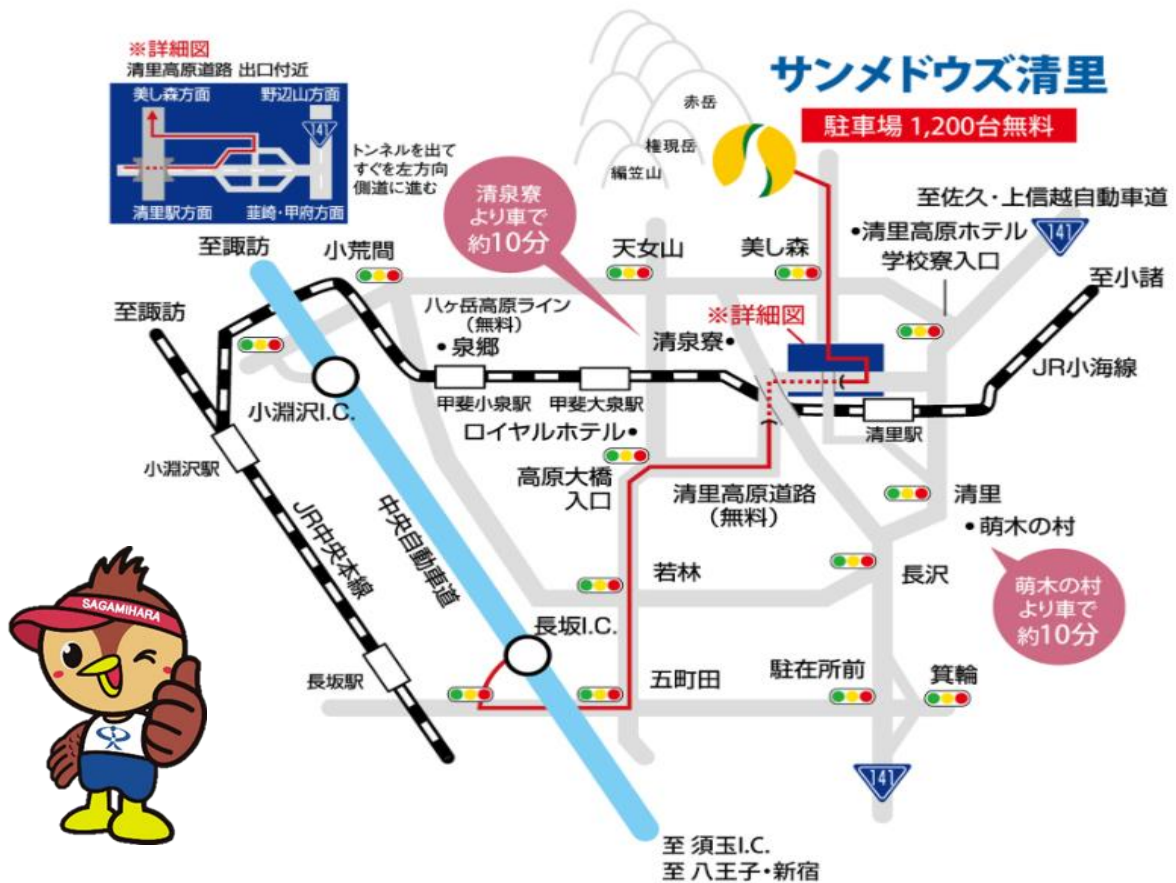 ※詳細図
清里高原道路 出口付近
美し森方面
野辺山方面
141
清里駅方面
韮崎・甲府方面
トンネルを出て
すぐを左方向
側道に進む
赤岳
権現岳
編笠山
サンメドウズ清里
駐車場 1,200台無料
清泉寮
より車で
約10分
至佐久・上信越自動車道
141
•清里高原ホテル
学校寮入口
至諏訪
小荒間
天女山
美し森
至小諸
至諏訪
八ヶ岳高原ライン
(無料)
•泉郷
清泉寮•
※詳細図
JR小海線
小淵沢I.C.
甲斐小泉駅
甲斐大泉駅
清里駅
ロイヤルホテル•
小淵沢駅
高原大橋
入口
清里高原道路
(無料)
清里
•萌木の村
JR中央本線
中央自動車道
若林
長沢
萌木の村
より車で
約10分
SAGAMIHARA
長坂I.C.
長坂駅
五町田
駐在所前
箕輪
141
至 須玉I.C.
至 八王子・新宿